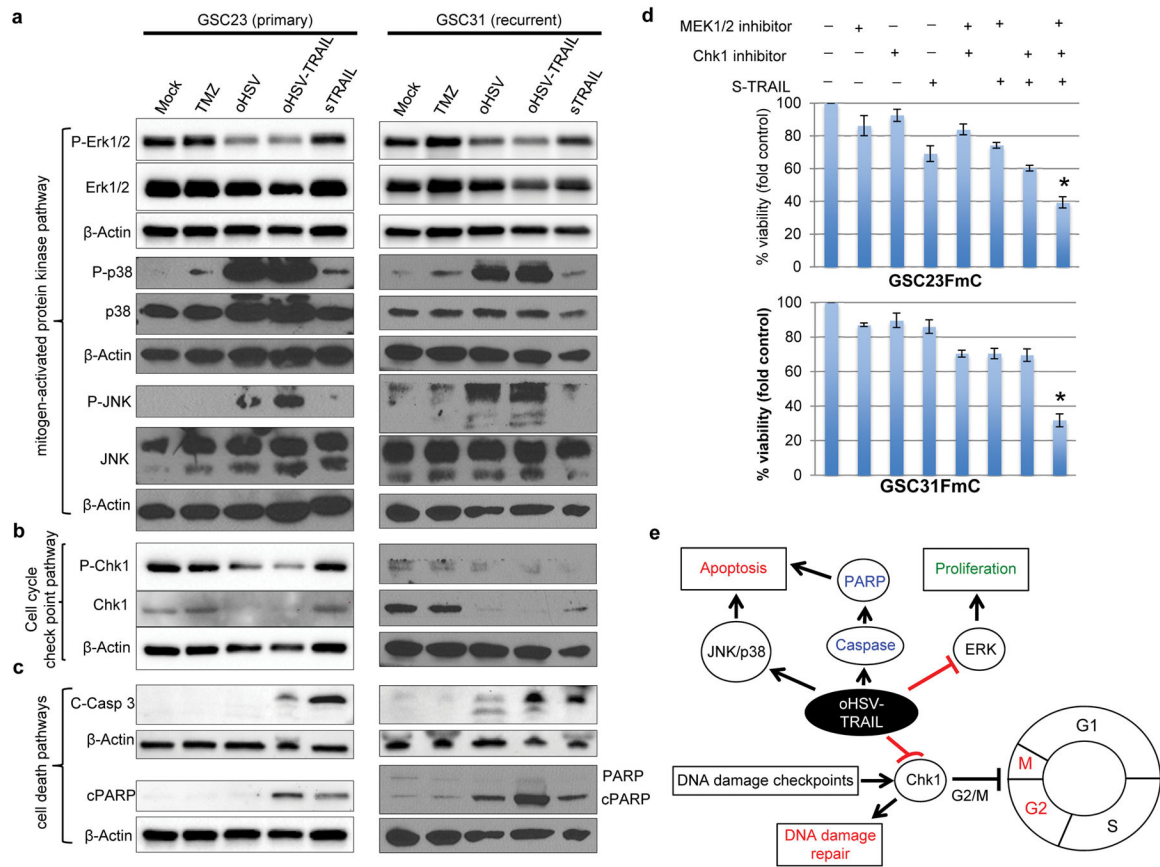 a
GSC23 (primary)
GSC31 (recurrent)
Mock
TMZ
oHSV
oHSV-TRAIL
sTRAIL
Mock
TMZ
oHSV
oHSV-TRAIL
sTRAIL
mitogen-activated protein kinase pathway
P-Erk1/2
Erk1/2
β-Actin
P-p38
p38
β-Actin
P-JNK
JNK
β-Actin
b
Cell cycle
check point pathway
P-Chk1
Chk1
β-Actin
c
cell death pathways
C-Casp 3
β-Actin
cPARP
β-Actin
PARP
cPARP
d
MEK1/2 inhibitor – + – – + + – +
Chk1 inhibitor – – + – + – + +
S-TRAIL – – – + – + + +
% viability (fold control)
100
80
60
40
20
0
*
GSC23FmC
% viability (fold control)
100
80
60
40
20
0
*
GSC31FmC
e
Apoptosis
PARP
Proliferation
JNK/p38
Caspase
ERK
oHSV-
TRAIL
DNA damage checkpoints
Chk1
G2/M
DNA damage
repair
G1
M
G2
S